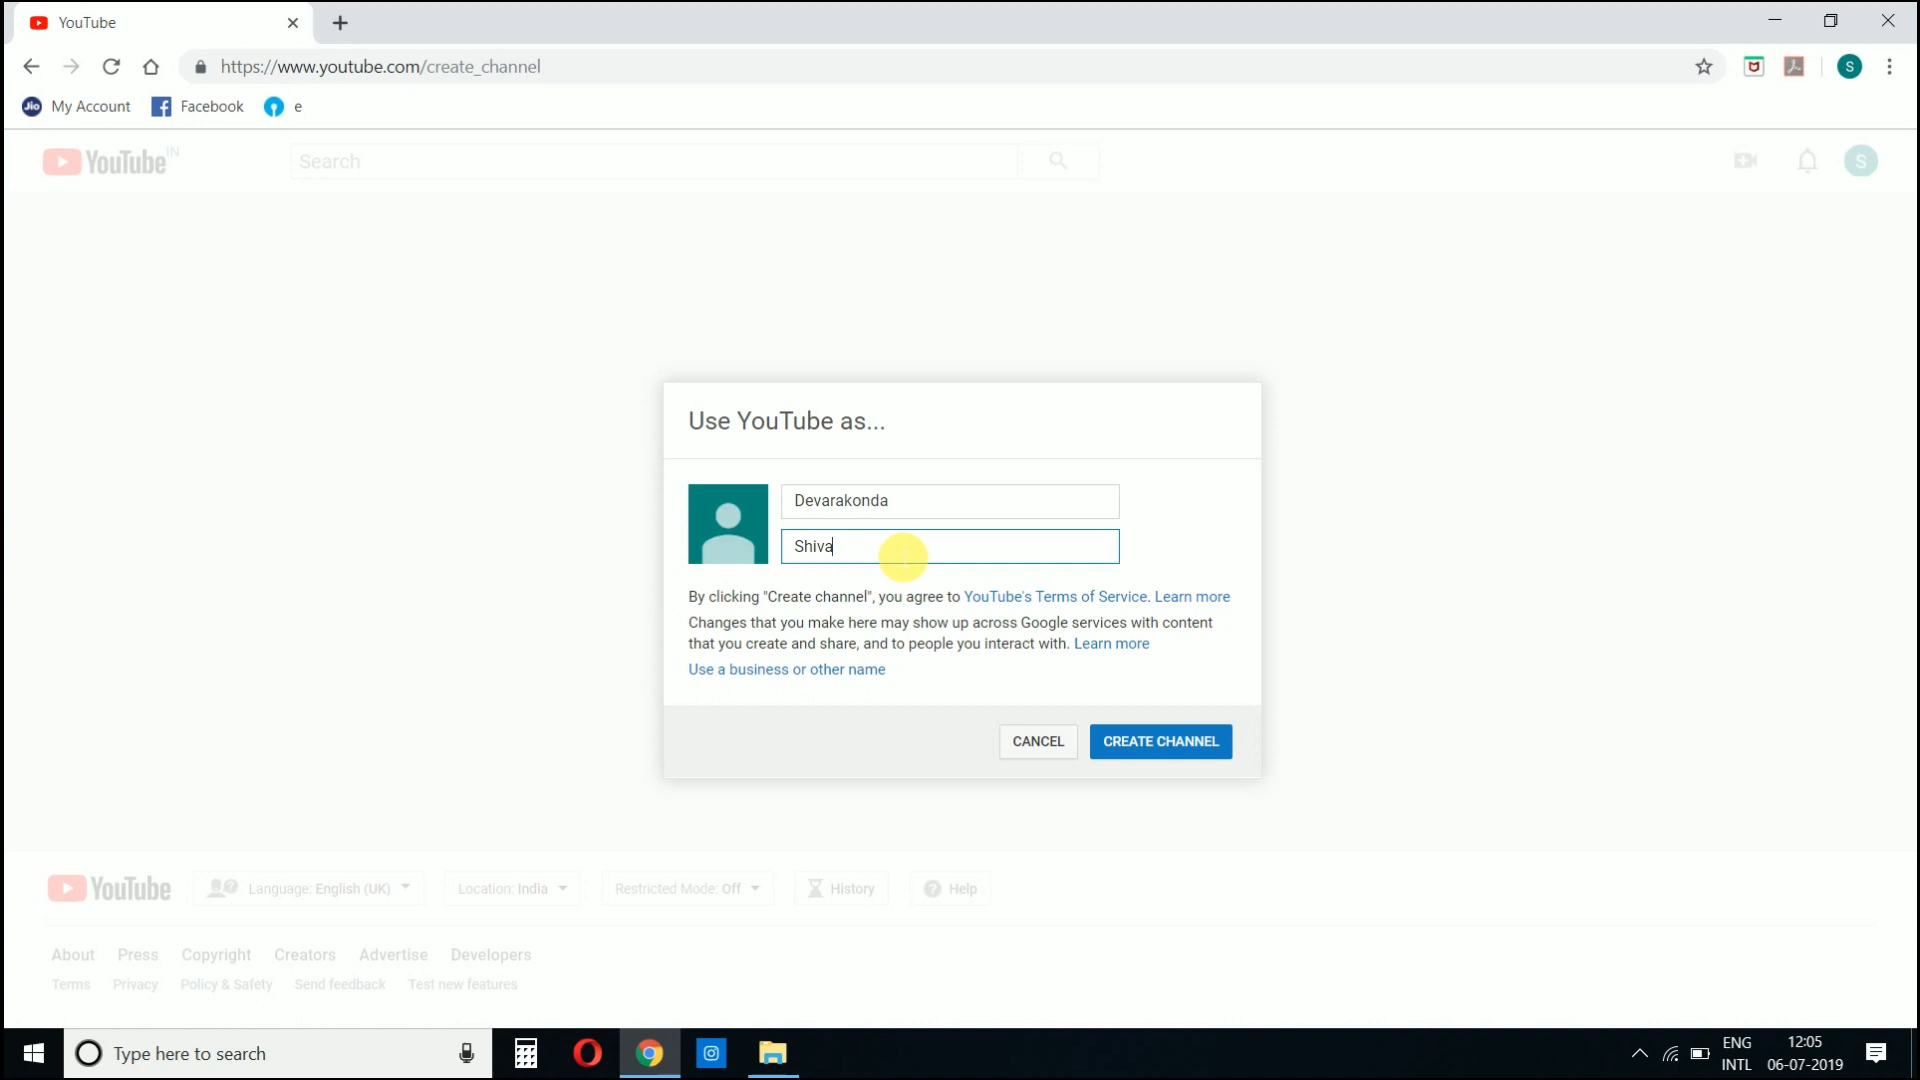 YouTube
https://www.youtube.com/create_channel
S
Jio My Account Facebook e
YouTube IN
Search
S
Use YouTube as...
Devarakonda
Shiva
By clicking "Create channel", you agree to YouTube's Terms of Service. Learn more
Changes that you make here may show up across Google services with content
that you create and share, and to people you interact with. Learn more
Use a business or other name
CANCEL CREATE CHANNEL
YouTube Language: English (UK) Location: India Restricted Mode: Off History Help
About Press Copyright Creators Advertise Developers
Terms Privacy Policy & Safety Send feedback Test new features
Type here to search
ENG 12:05
INTL 06-07-2019